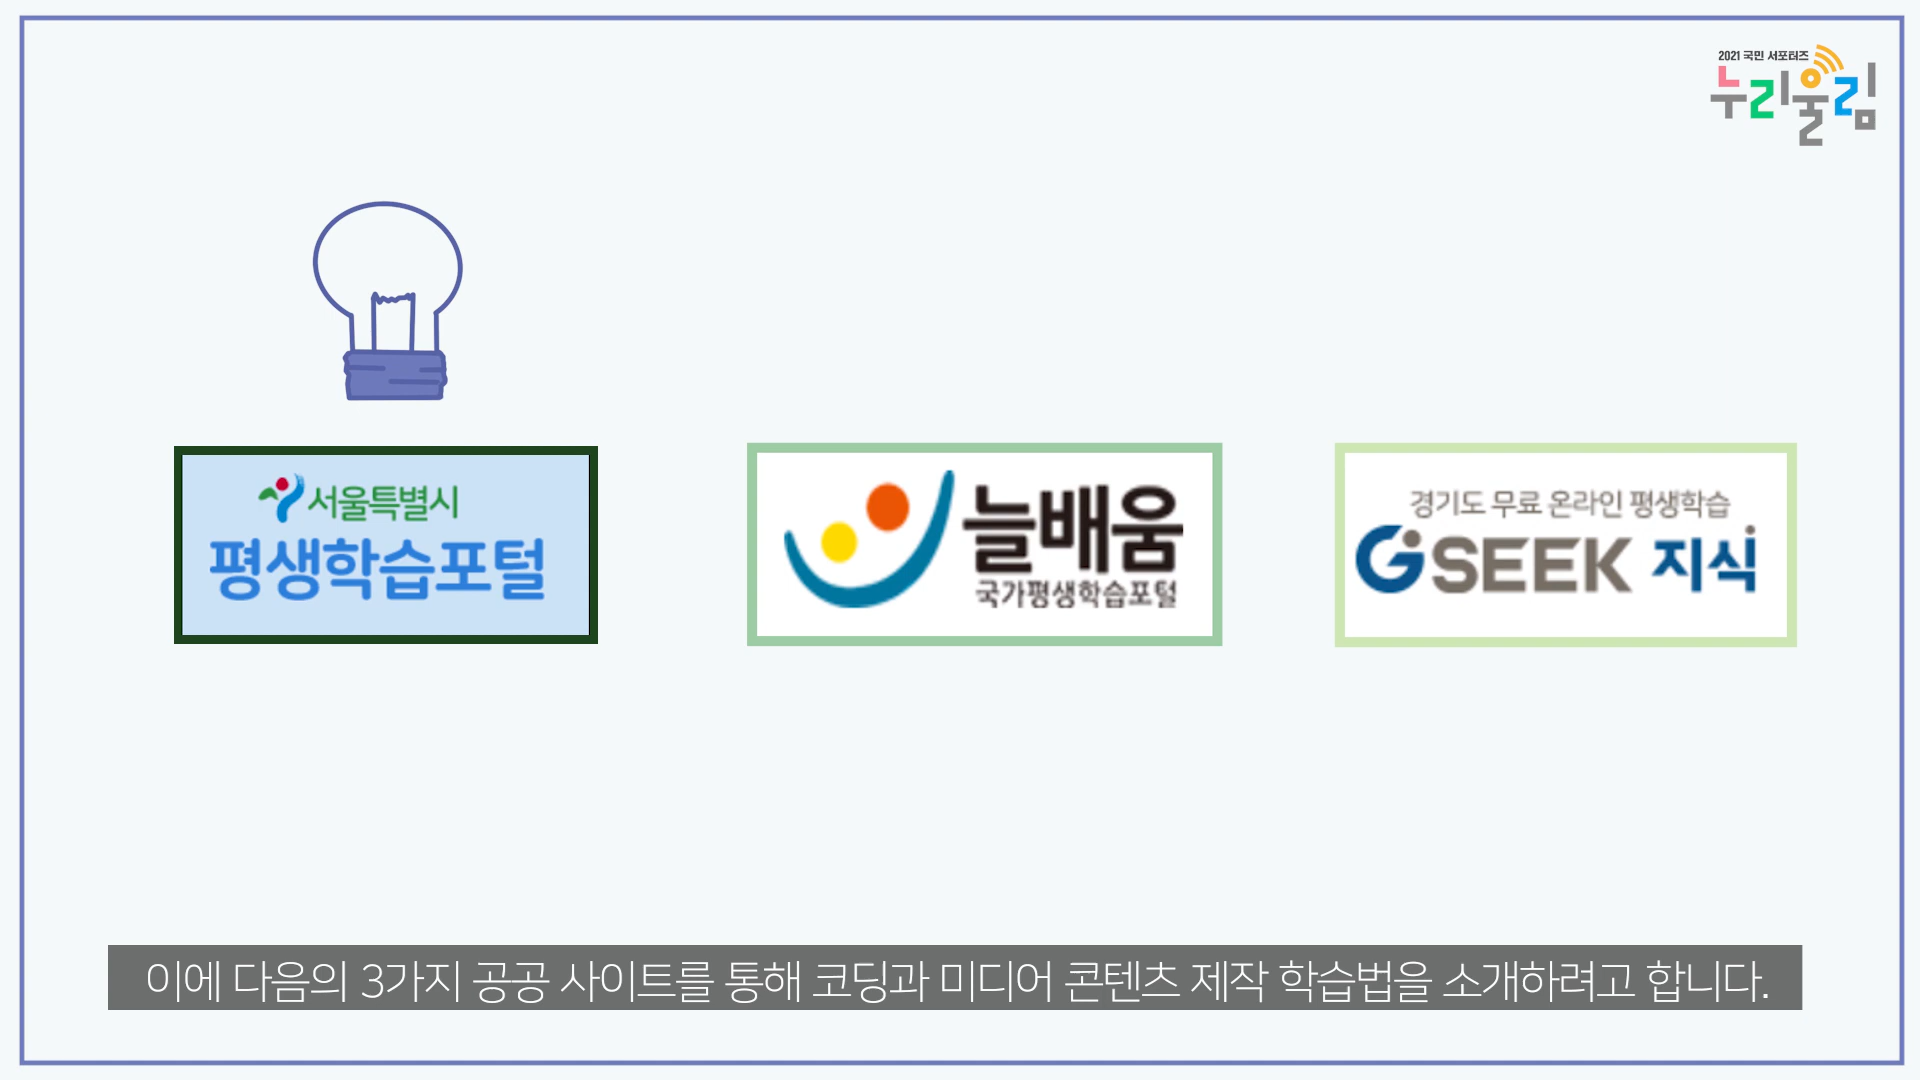 2021 국민 서포터즈
누리울림
서울특별시
평생학습포털
늘배움
국가평생학습포털
경기도 무료 온라인 평생학습
GSEEK 지식
이에 다음의 3가지 공공 사이트를 통해 코딩과 미디어 콘텐츠 제작 학습법을 소개하려고 합니다.